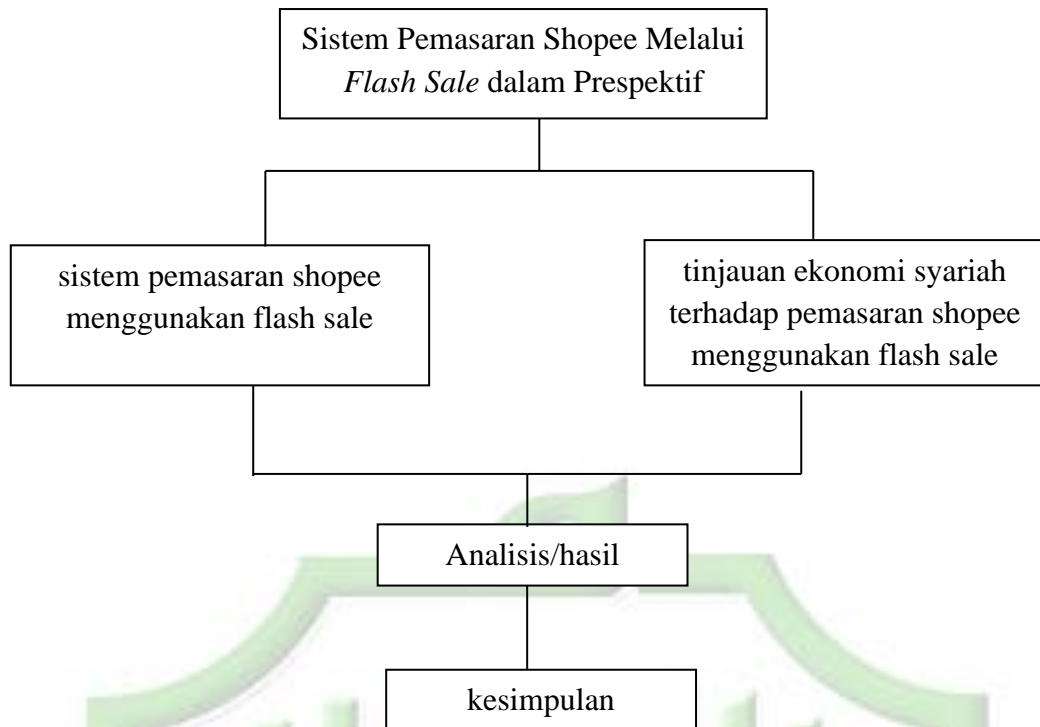 Sistem Pemasaran Shopee Melalui
Flash Sale dalam Prespektif
sistem pemasaran shopee
menggunakan flash sale
tinjauan ekonomi syariah
terhadap pemasaran shopee
menggunakan flash sale
Analisis/hasil
kesimpulan